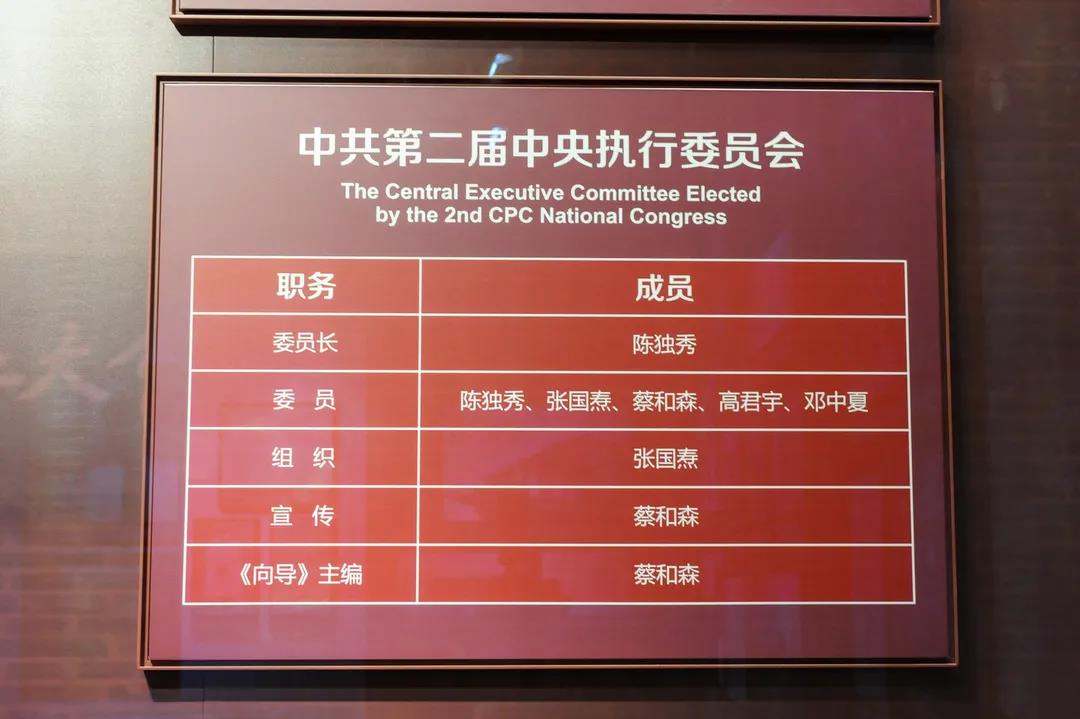 中共第二届中央执行委员会
The Central Executive Committee Elected
by the 2nd CPC National Congress
职务 成员
委员长 陈独秀
委 员 陈独秀、张国焘、蔡和森、高君宇、邓中夏
组 织 张国焘
宣 传 蔡和森
《向导》主编 蔡和森